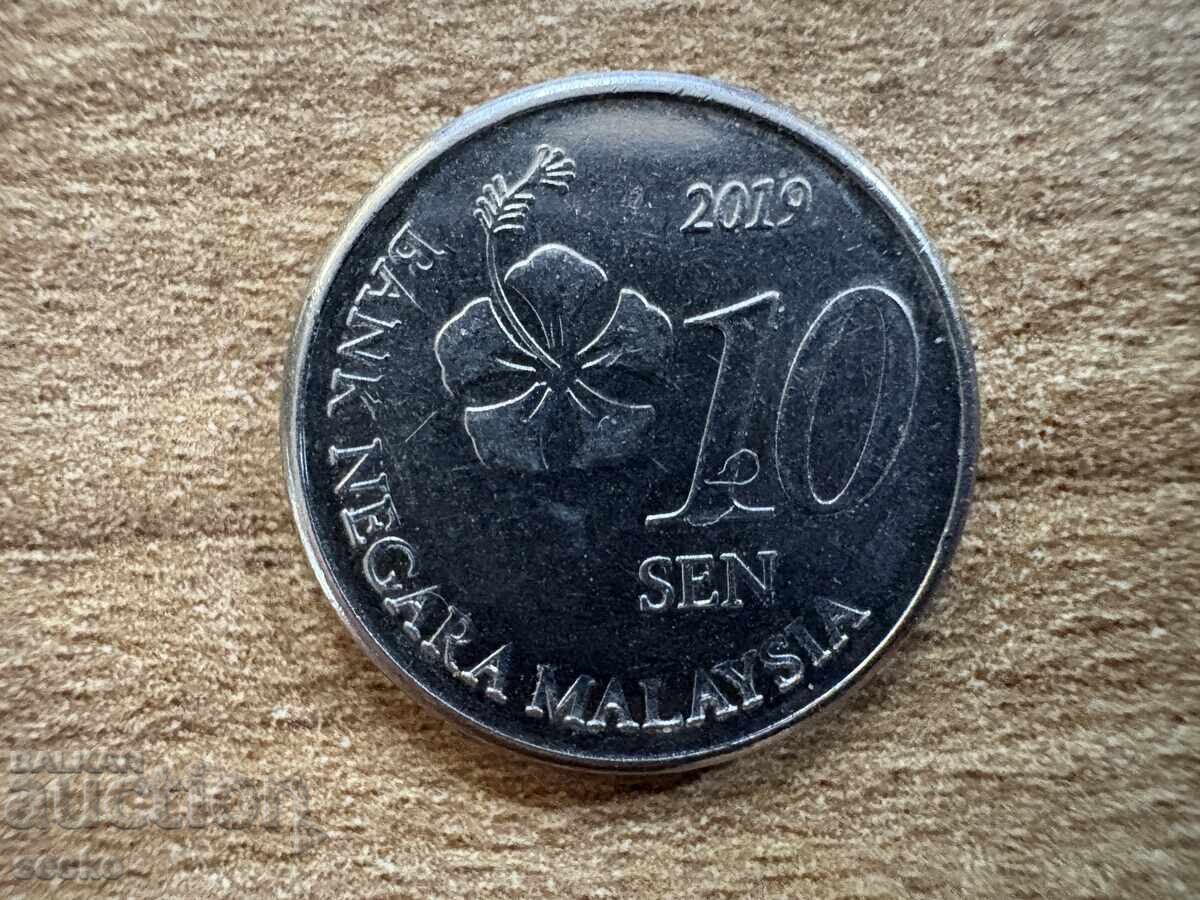 2019
10
SEN
BANK NEGARA MALAYSIA
BALKAN
auction
secko